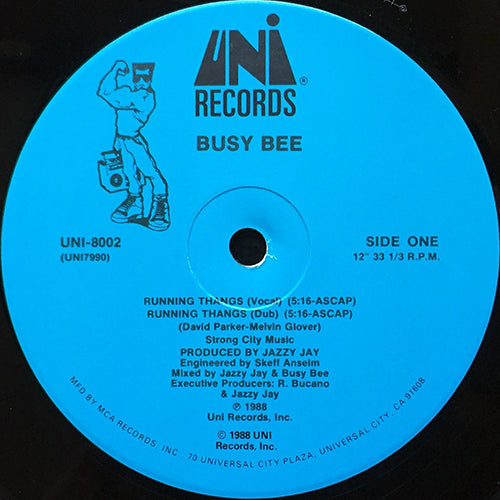 UNI
®
RECORDS
BUSY BEE
UNI-8002
(UNI7990)
SIDE ONE
12" 33 1/3 R.P.M.
RUNNING THANGS (Vocal) (5:16-ASCAP)
RUNNING THANGS (Dub) (5:16-ASCAP)
(David Parker-Melvin Glover)
Strong City Music
PRODUCED BY JAZZY JAY
Engineered by Skeff Anselm
Mixed by Jazzy Jay & Busy Bee
Executive Producers: R. Bucano
& Jazzy Jay
℗ 1988
Uni Records, Inc.
© 1988 UNI
Records, Inc.
MFD BY MCA RECORDS, INC., 70 UNIVERSAL CITY PLAZA, UNIVERSAL CITY, CA 91608